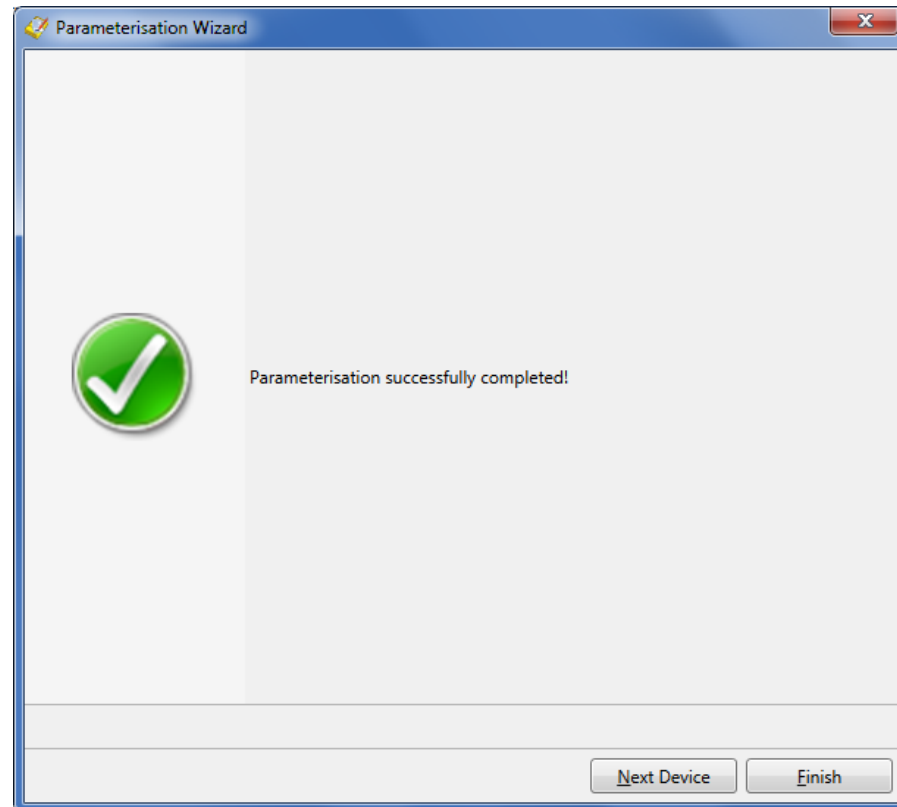 Parameterisation Wizard
Parameterisation successfully completed!
Next Device
Finish